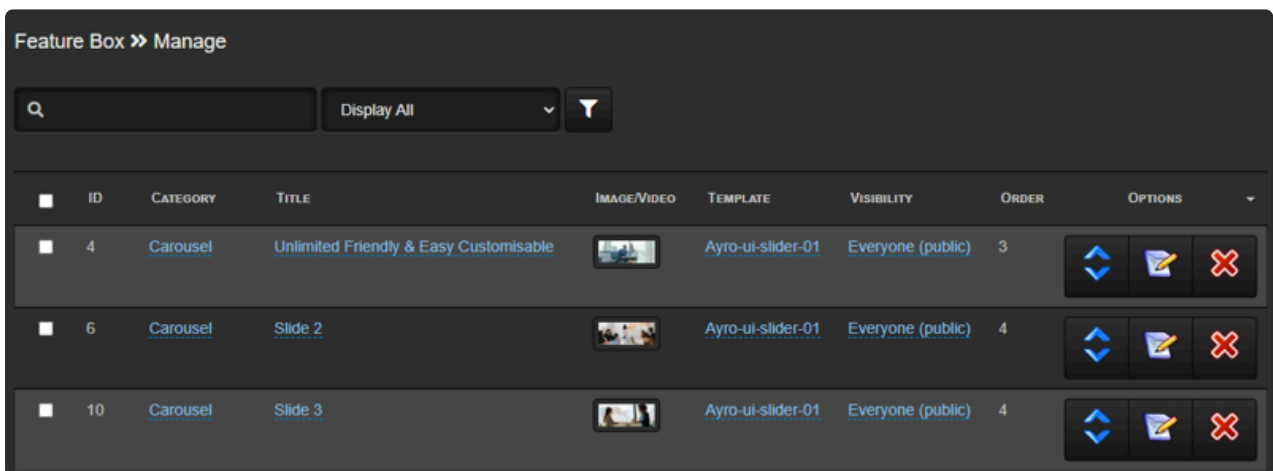 Feature Box » Manage
Display All
ID CATEGORY TITLE IMAGE/VIDEO TEMPLATE VISIBILITY ORDER OPTIONS
4 Carousel Unlimited Friendly & Easy Customisable Ayro-ui-slider-01 Everyone (public) 3
6 Carousel Slide 2 Ayro-ui-slider-01 Everyone (public) 4
10 Carousel Slide 3 Ayro-ui-slider-01 Everyone (public) 4